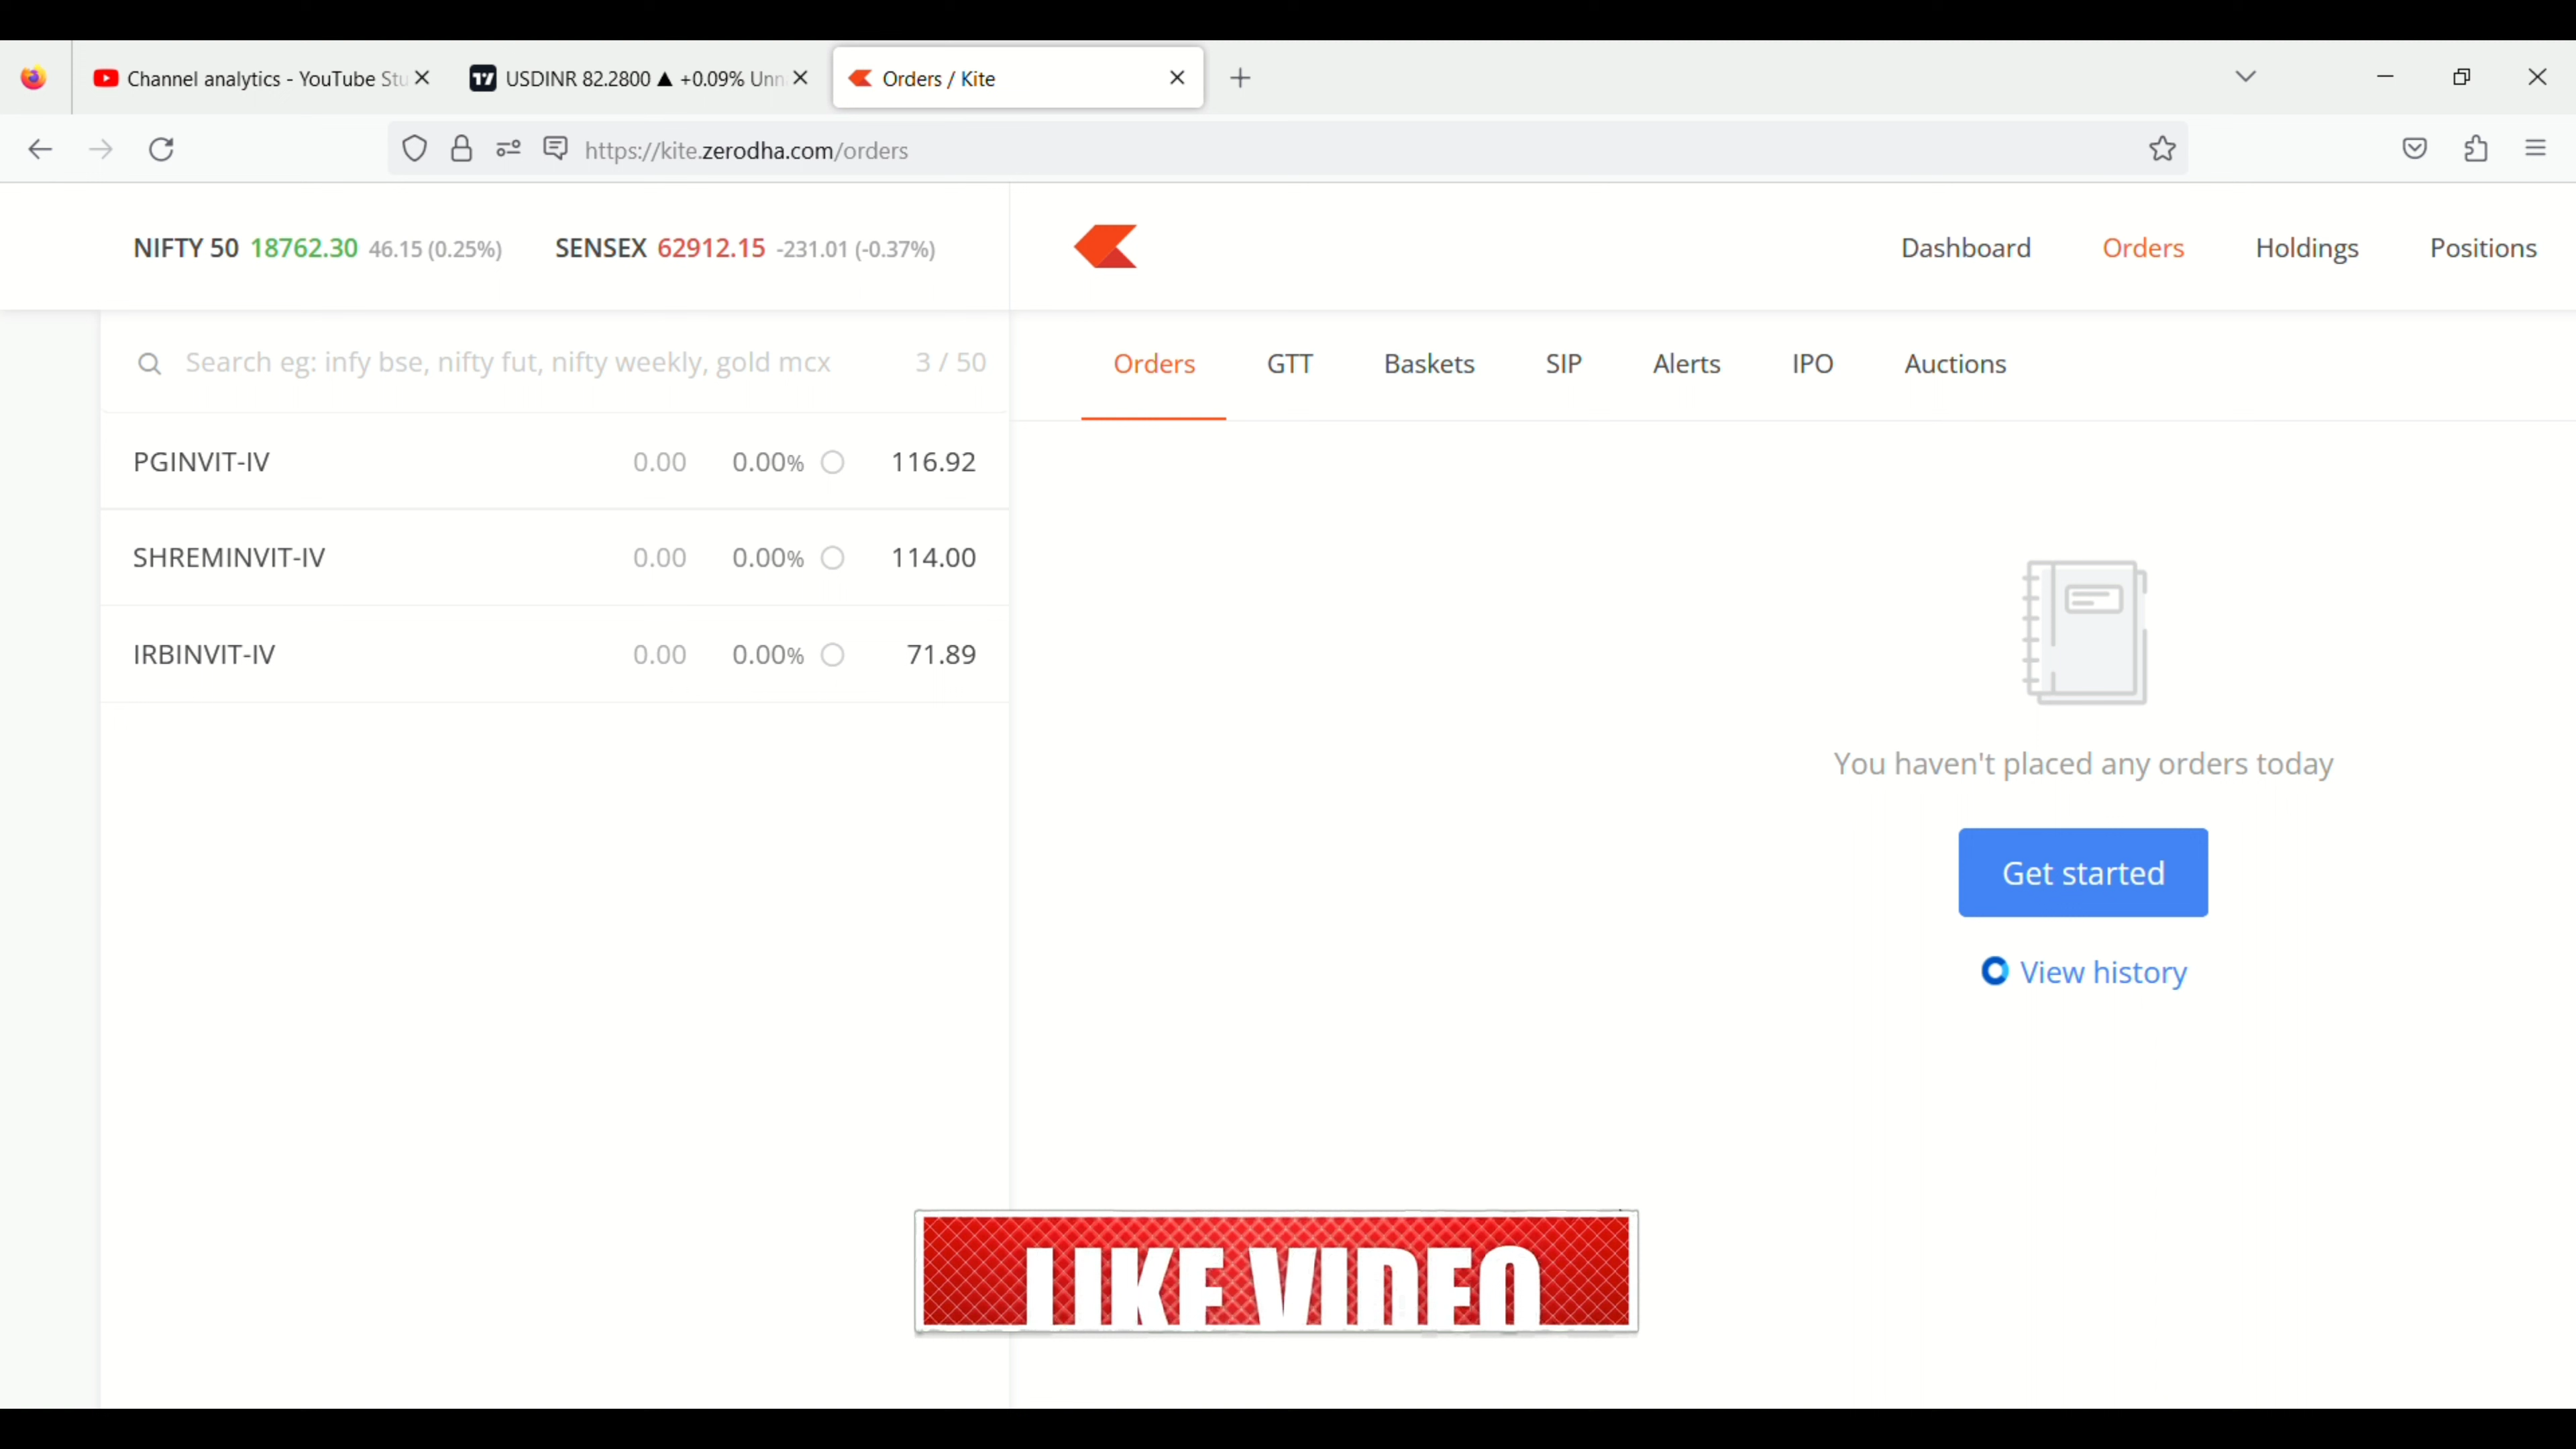 Channel analytics - YouTube Stu
USDINR 82.2800 ▲ +0.09% Unn
Orders / Kite
https://kite.zerodha.com/orders
NIFTY 50 18762.30 46.15 (0.25%) SENSEX 62912.15 -231.01 (-0.37%)
Dashboard Orders Holdings Positions
Search eg: infy bse, nifty fut, nifty weekly, gold mcx 3 / 50
Orders GTT Baskets SIP Alerts IPO Auctions
PGINVIT-IV 0.00 0.00% 116.92
SHREMINVIT-IV 0.00 0.00% 114.00
IRBINVIT-IV 0.00 0.00% 71.89
You haven't placed any orders today
Get started
View history
LIKE VIDEO